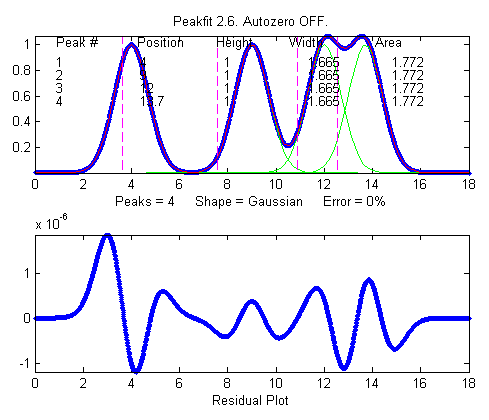 Peakfit 2.6. Autozero OFF.
Peak # Position Height Width Area
1 4 1 1.665 1.772
2 1 1.665 1.772
3 12 1 1.665 1.772
4 13.7 1 1.665 1.772
1
0.8
0.6
0.4
0.2
0 2 4 6 8 10 12 14 16 18
Peaks = 4 Shape = Gaussian Error = 0%
x 10-6
1
0
-1
0 2 4 6 8 10 12 14 16 18
Residual Plot